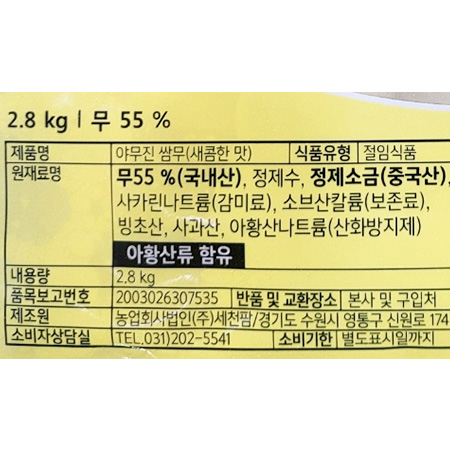 2.8 kg | 무 55 %
제품명 야무진 쌈무(새콤한 맛) 식품유형 절임식품
원재료명 무55 %(국내산), 정제수, 정제소금(중국산),
사카린나트륨(감미료), 소브산칼륨(보존료),
빙초산, 사과산, 아황산나트륨(산화방지제)
아황산류 함유
내용량 2.8 kg
품목보고번호 2003026307535 반품 및 교환장소 본사 및 구입처
제조원 농업회사법인(주)세천팜/경기도 수원시 영통구 신원로 174
소비자상담실 TEL.031)202-5541 소비기한 별도표시일까지